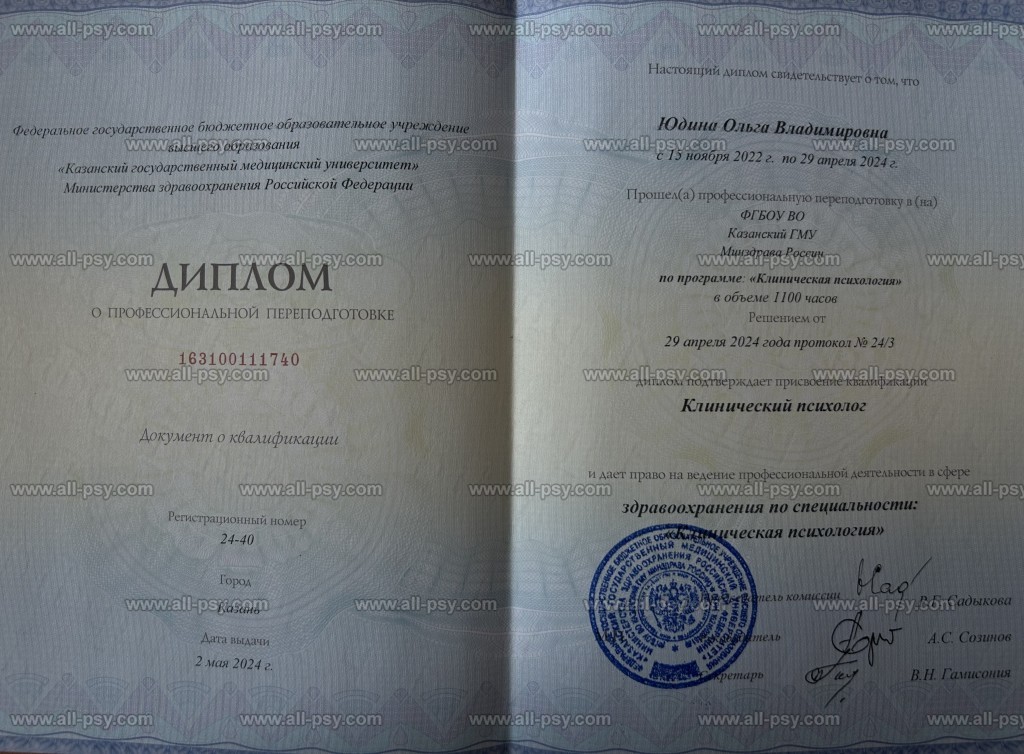 Федеральное государственное бюджетное образовательное учреждение
высшего образования
«Казанский государственный медицинский университет»
Министерства здравоохранения Российской Федерации
ДИПЛОМ
О ПРОФЕССИОНАЛЬНОЙ ПЕРЕПОДГОТОВКЕ
163100111740
Документ о квалификации
Регистрационный номер
24-40
Город
Казань
Дата выдачи
2 мая 2024 г.
Настоящий диплом свидетельствует о том, что
Юдина Ольга Владимировна
с 15 ноября 2022 г. по 29 апреля 2024 г.
Прошел(а) профессиональную переподготовку в (на)
ФГБОУ ВО
Казанский ГМУ
Минздрава России
по программе: «Клиническая психология»
в объеме 1100 часов
Решением от
29 апреля 2024 года протокол № 24/3
диплом подтверждает присвоение квалификации
Клинический психолог
и дает право на ведение профессиональной деятельности в сфере
здравоохранения по специальности:
«Клиническая психология»
комиссии
Садыкова
А.С. Созинов
Секретарь
В.Н. Гамисония
www.all-psy.com